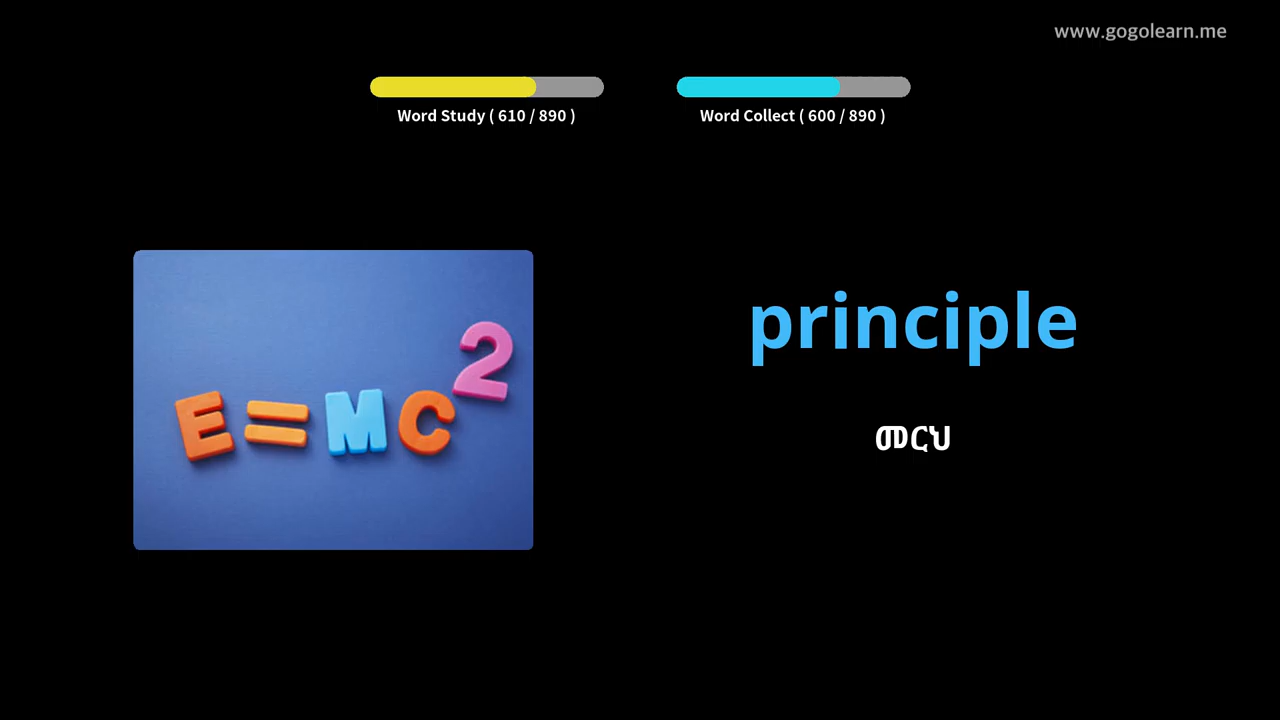 www.gogolearn.me
Word Study ( 610 / 890 )
Word Collect ( 600 / 890 )
E=MC²
principle
መርህ